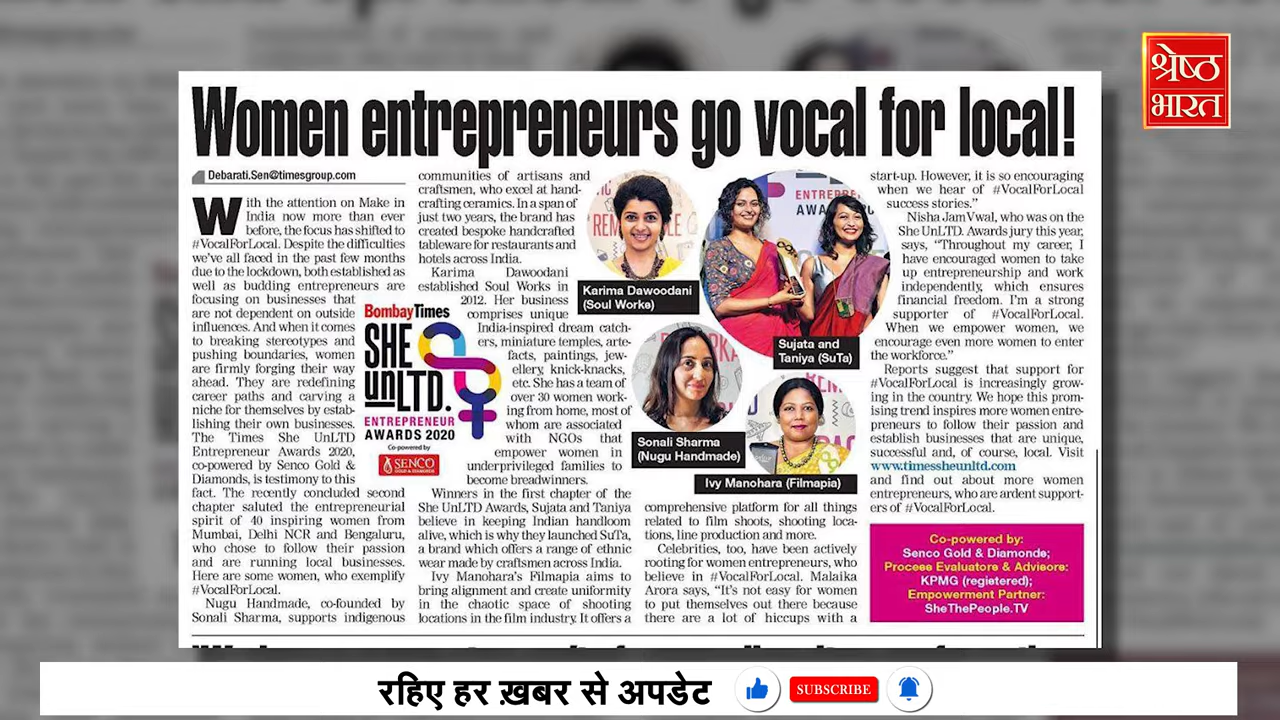 श्रेष्ठ
भारत
Women entrepreneurs go vocal for local!
Debarati.Sen@timesgroup.com
With the attention on Make in
India now more than ever
before, the focus has shifted to
#VocalForLocal. Despite the difficulties
we've all faced in the past few months
due to the lockdown, both established as
well as budding entrepreneurs are
focusing on businesses that
are not dependent on outside
influences. And when it comes
to breaking stereotypes and
pushing boundaries, women
are firmly forging their way
ahead. They are redefining
career paths and carving a
niche for themselves by estab-
lishing their own businesses.
The Times She UnLTD
Entrepreneur Awards 2020,
co-powered by Senco Gold &
Diamonds, is testimony to this
fact. The recently concluded second
chapter saluted the entrepreneurial
spirit of 40 inspiring women from
Mumbai, Delhi NCR and Bengaluru,
who chose to follow their passion
and are running local businesses.
Here are some women, who exemplify
#VocalForLocal.
Nugu Handmade, co-founded by
Sonali Sharma, supports indigenous
BombayTimes
SHE
unLTD.
ENTREPRENEUR
AWARDS 2020
Co-powered by
SENCO
GOLD & DIAMONDS
communities of artisans and
craftsmen, who excel at hand-
crafting ceramics. In a span of
just two years, the brand has
created bespoke handcrafted
tableware for restaurants and
hotels across India.
Karima Dawoodani
established Soul Works in
2012. Her business
comprises unique
India-inspired dream catch-
ers, miniature temples, arte-
facts, paintings, jew-
ellery, knick-knacks,
etc. She has a team of
over 30 women work-
ing from home, most of
whom are associated
with NGOs that
empower women in
underprivileged families to
become breadwinners.
Winners in the first chapter of the
She UnLTD Awards, Sujata and Taniya
believe in keeping Indian handloom
alive, which is why they launched SuTa,
a brand which offers a range of ethnic
wear made by craftsmen across India.
Ivy Manohara's Filmapia aims to
bring alignment and create uniformity
in the chaotic space of shooting
locations in the film industry. It offers a
Karima Dawoodani
(Soul Worke)
ENTREPRE
AWA
Sujata and
Taniya (SuTa)
Sonali Sharma
(Nugu Handmade)
Ivy Manohara (Filmapia)
comprehensive platform for all things
related to film shoots, shooting loca-
tions, line production and more.
Celebrities, too, have been actively
rooting for women entrepreneurs, who
believe in #VocalForLocal. Malaika
Arora says, "It's not easy for women
to put themselves out there because
there are a lot of hiccups with a
start-up. However, it is so encouraging
when we hear of #VocalForLocal
success stories."
Nisha JamVwal, who was on the
She UnLTD. Awards jury this year,
says, "Throughout my career, I
have encouraged women to take
up entrepreneurship and work
independently, which ensures
financial freedom. I'm a strong
supporter of #VocalForLocal.
When we empower women, we
encourage even more women to enter
the workforce."
Reports suggest that support for
#VocalForLocal is increasingly grow-
ing in the country. We hope this prom-
ising trend inspires more women entre-
preneurs to follow their passion and
establish businesses that are unique,
successful and, of course, local. Visit
www.timessheunltd.com
and find out about more women
entrepreneurs, who are ardent support-
ers of #VocalForLocal.
Co-powered by:
Senco Gold & Diamonde;
Procese Evaluatore & Advieore:
KPMG (registered);
Empowerment Partner:
SheThePeople.TV
रहिए हर ख़बर से अपडेट
SUBSCRIBE